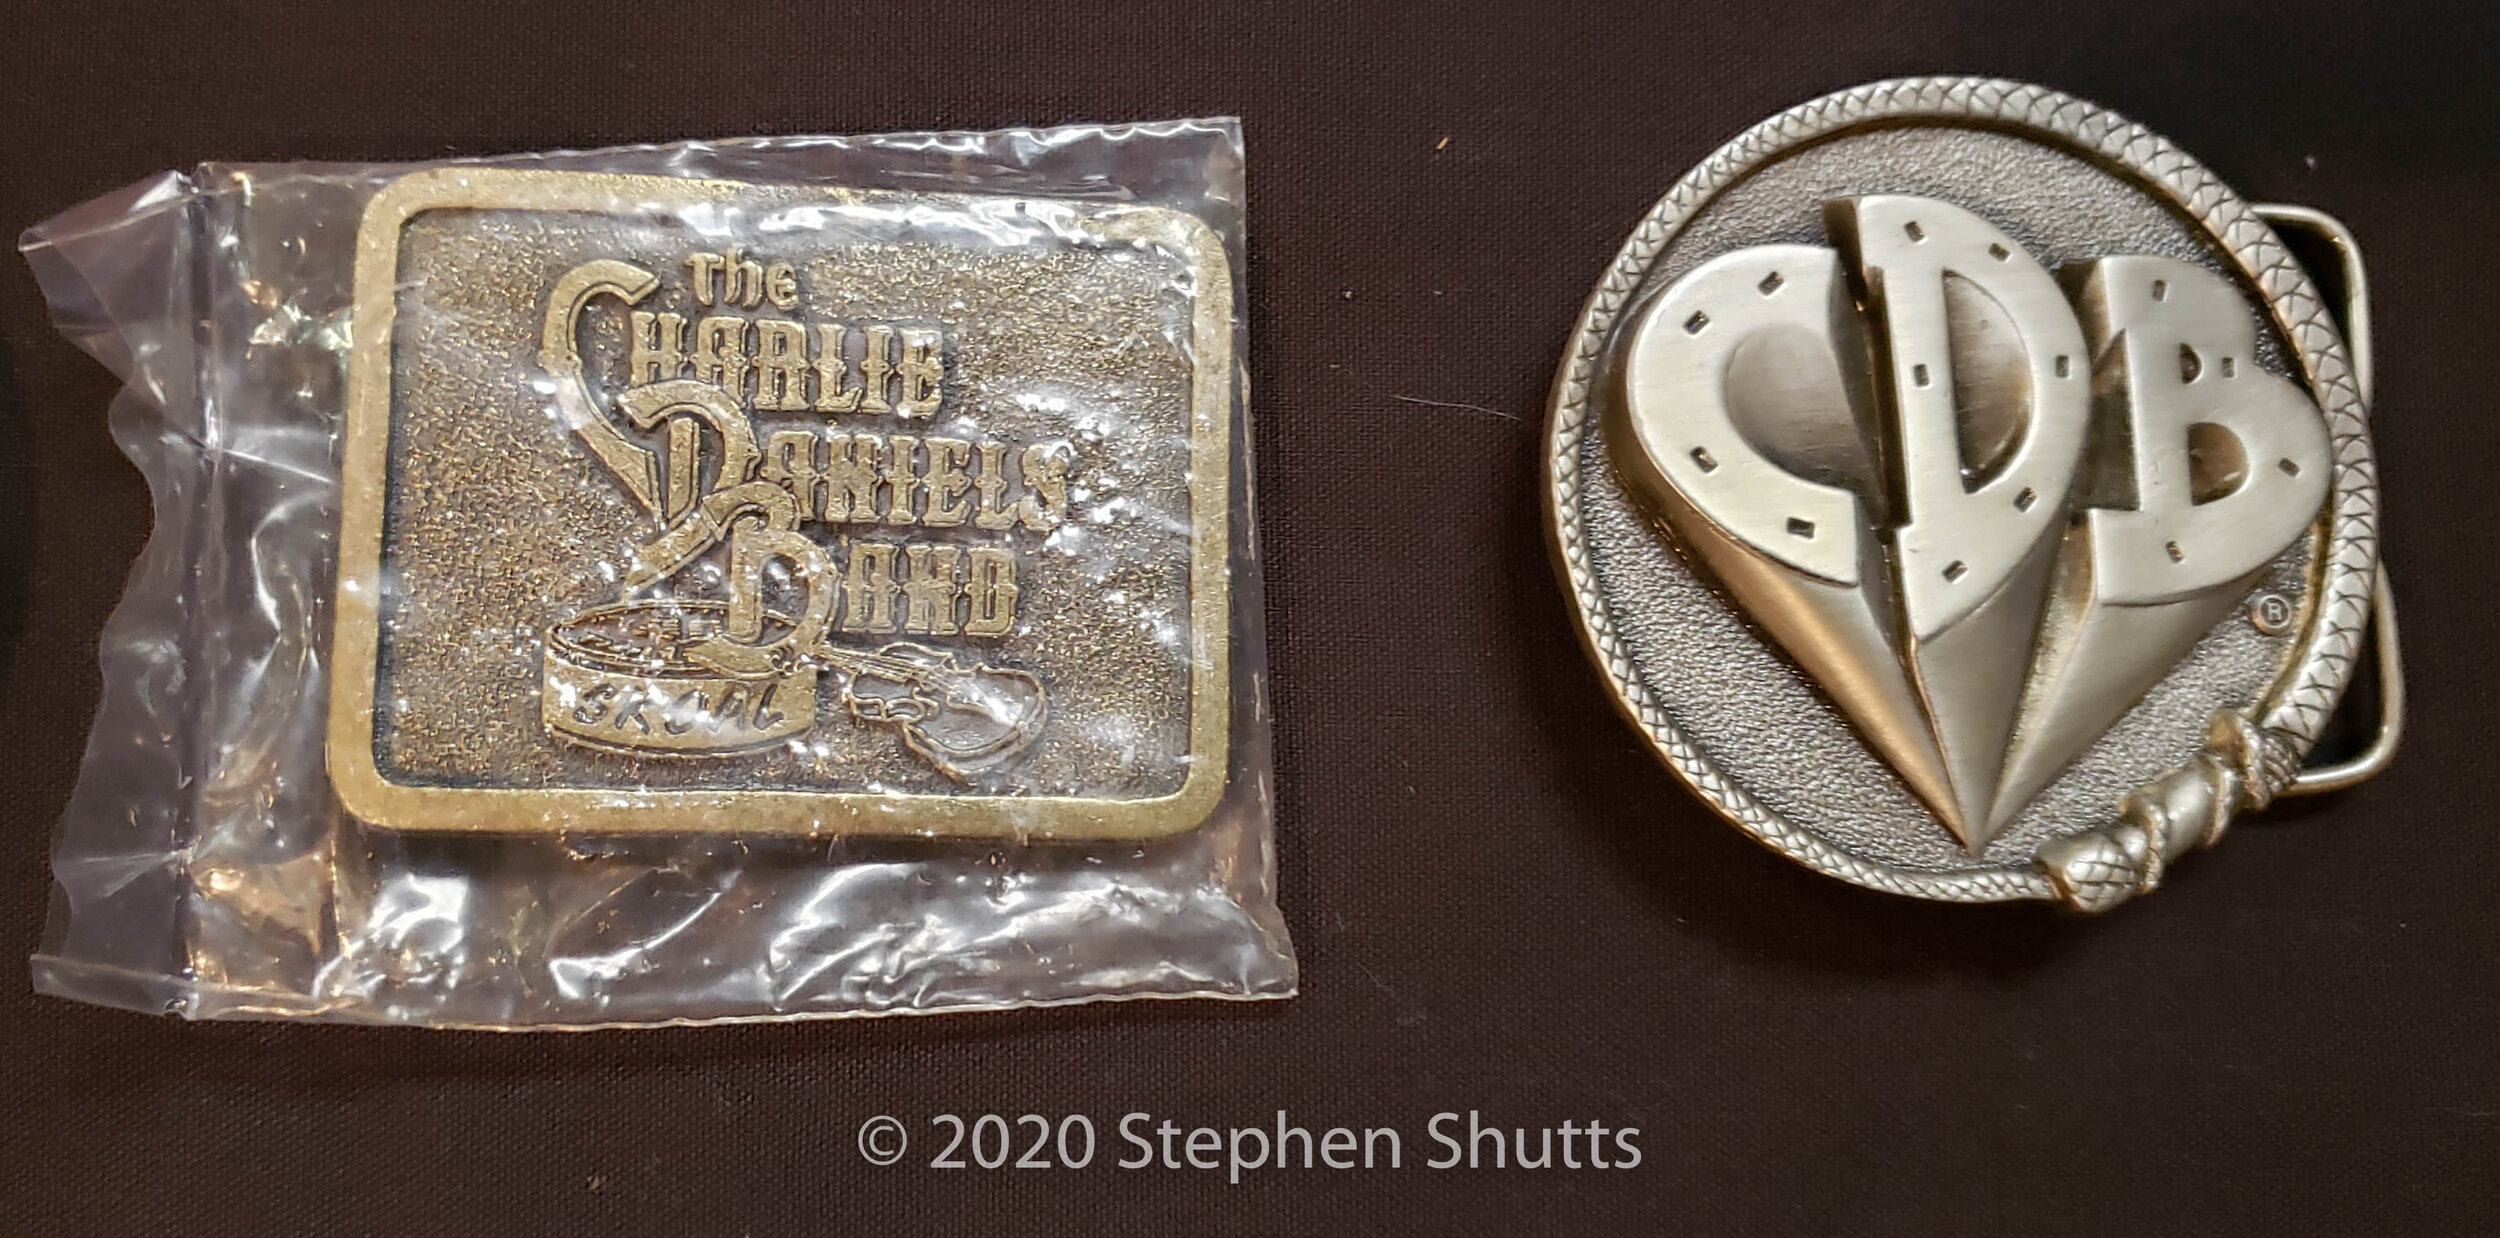 The
Charlie
Daniels
Band
SKOAL
CDB
®
© 2020 Stephen Shutts